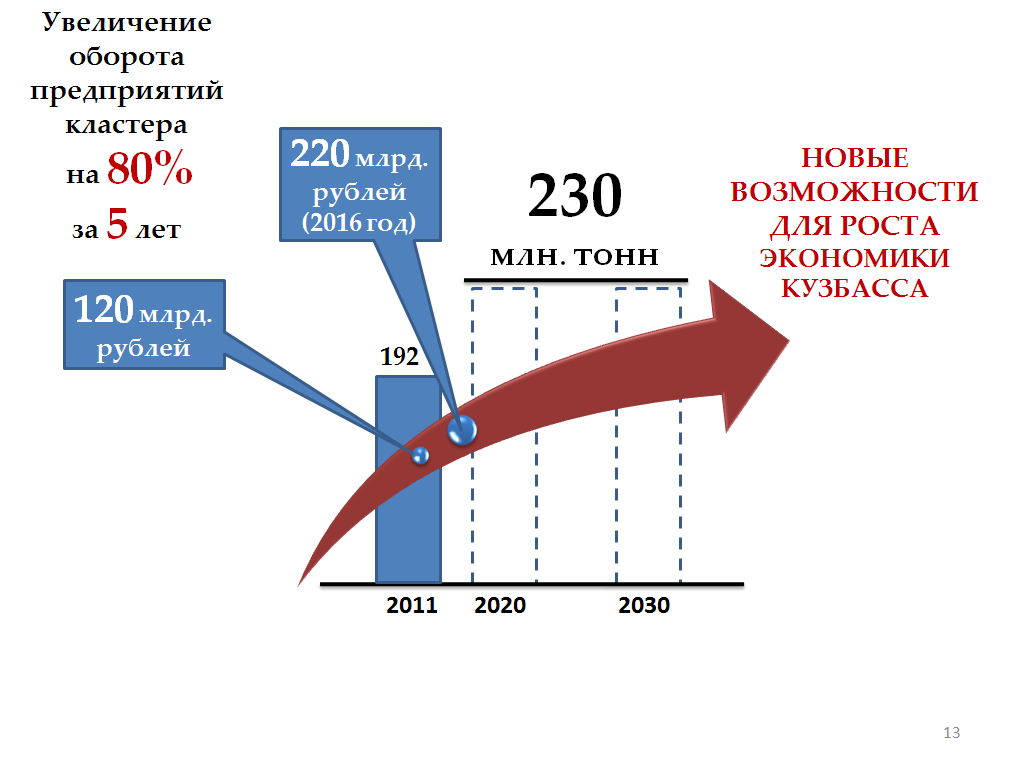 Увеличение
оборота
предприятий
кластера
на 80%
за 5 лет
220 млрд.
рублей
(2016 год)
120 млрд.
рублей
230
МЛН. ТОНН
НОВЫЕ
ВОЗМОЖНОСТИ
ДЛЯ РОСТА
ЭКОНОМИКИ
КУЗБАССА
192
2011 2020 2030
13